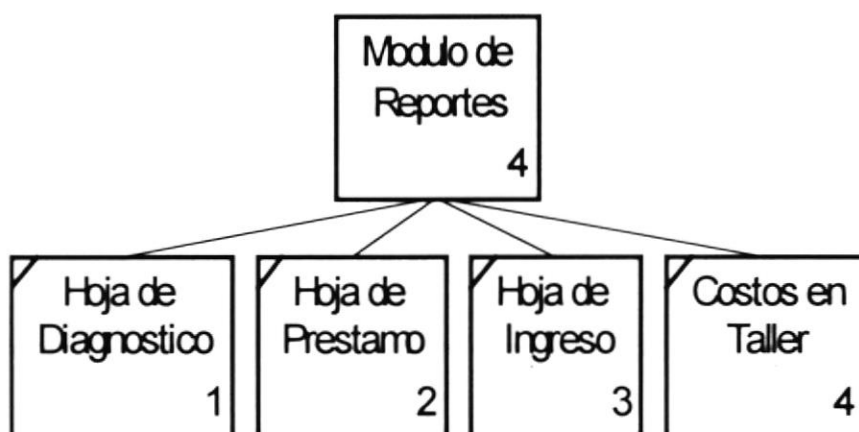 Modulo de
Reportes
4
Hoja de
Diagnostico
1
Hoja de
Prestamo
2
Hoja de
Ingreso
3
Costos en
Taller
4